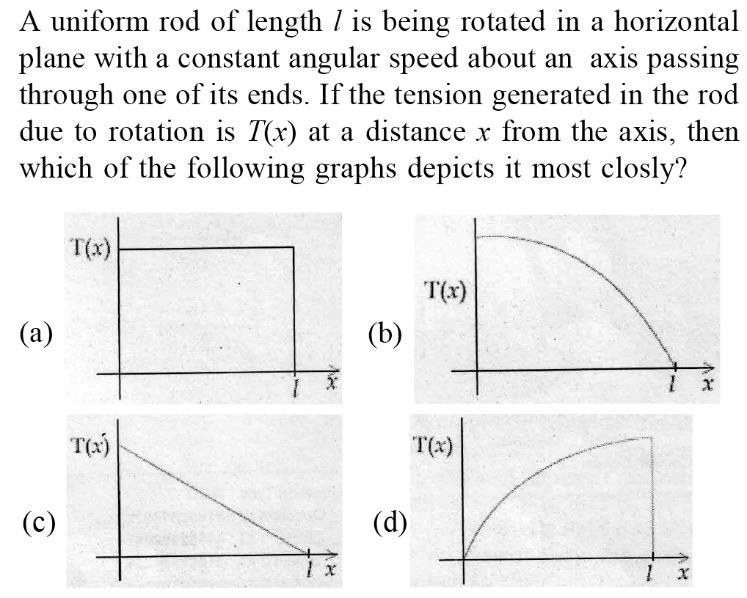 A uniform rod of length l is being rotated in a horizontal
plane with a constant angular speed about an axis passing
through one of its ends. If the tension generated in the rod
due to rotation is T(x) at a distance x from the axis, then
which of the following graphs depicts it most closly?
(a)
T(x)
l x
(b)
T(x)
l x
(c)
T(x)
l x
(d)
T(x)
l x